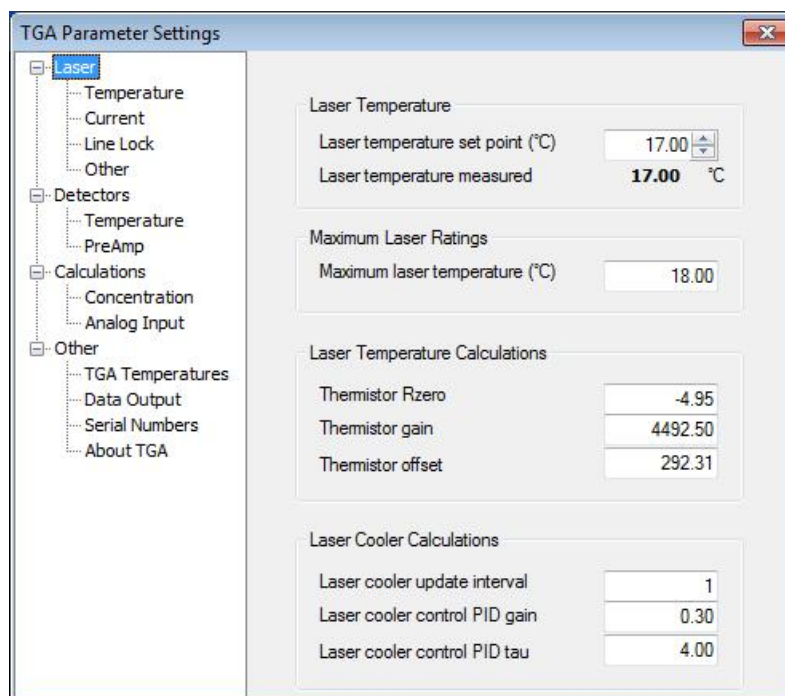 TGA Parameter Settings
Laser
Temperature
Current
Line Lock
Other
Detectors
Temperature
PreAmp
Calculations
Concentration
Analog Input
Other
TGA Temperatures
Data Output
Serial Numbers
About TGA
Laser Temperature
Laser temperature set point (°C) 17.00
Laser temperature measured 17.00 °C
Maximum Laser Ratings
Maximum laser temperature (°C) 18.00
Laser Temperature Calculations
Thermistor Rzero -4.95
Thermistor gain 4492.50
Thermistor offset 292.31
Laser Cooler Calculations
Laser cooler update interval 1
Laser cooler control PID gain 0.30
Laser cooler control PID tau 4.00